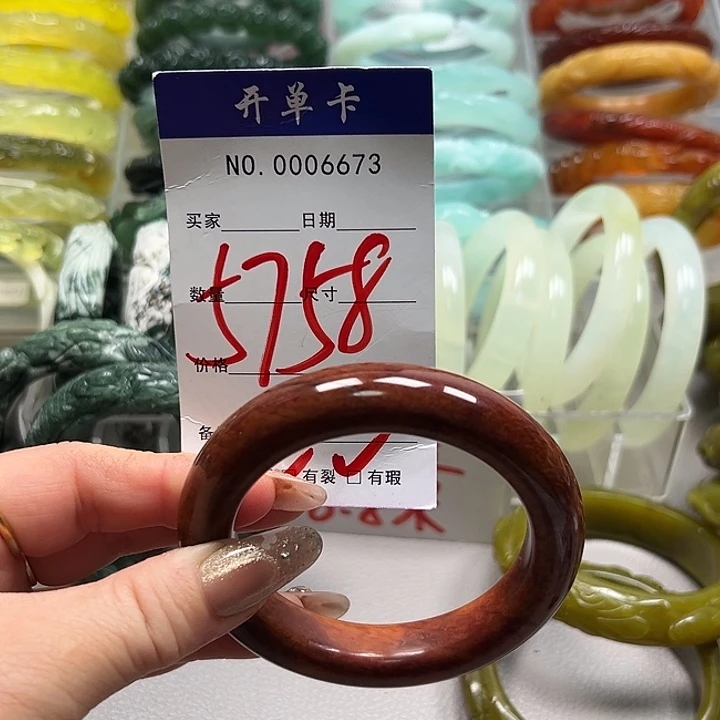 开单卡
NO.0006673
买家 日期
5758
数量 尺寸
价格
备
有裂 □有瑕